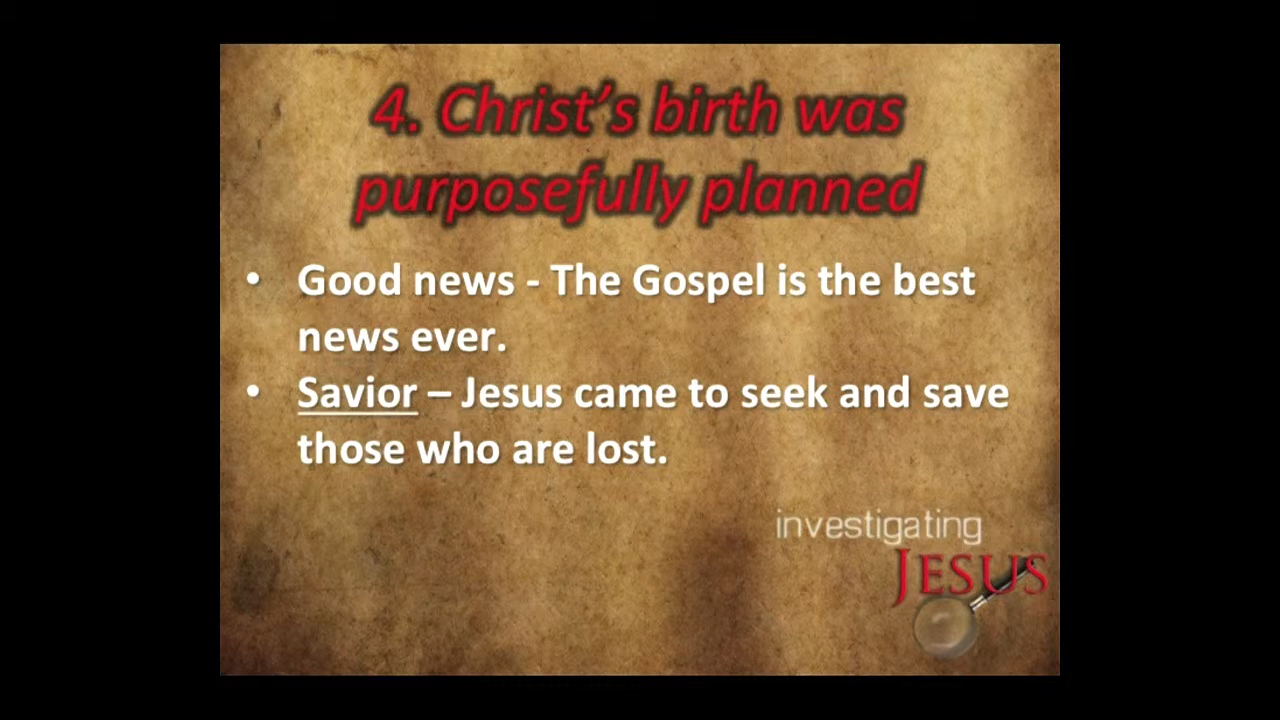 4. Christ’s birth was
purposefully planned
• Good news - The Gospel is the best
news ever.
• Savior – Jesus came to seek and save
those who are lost.
investigating
JESUS